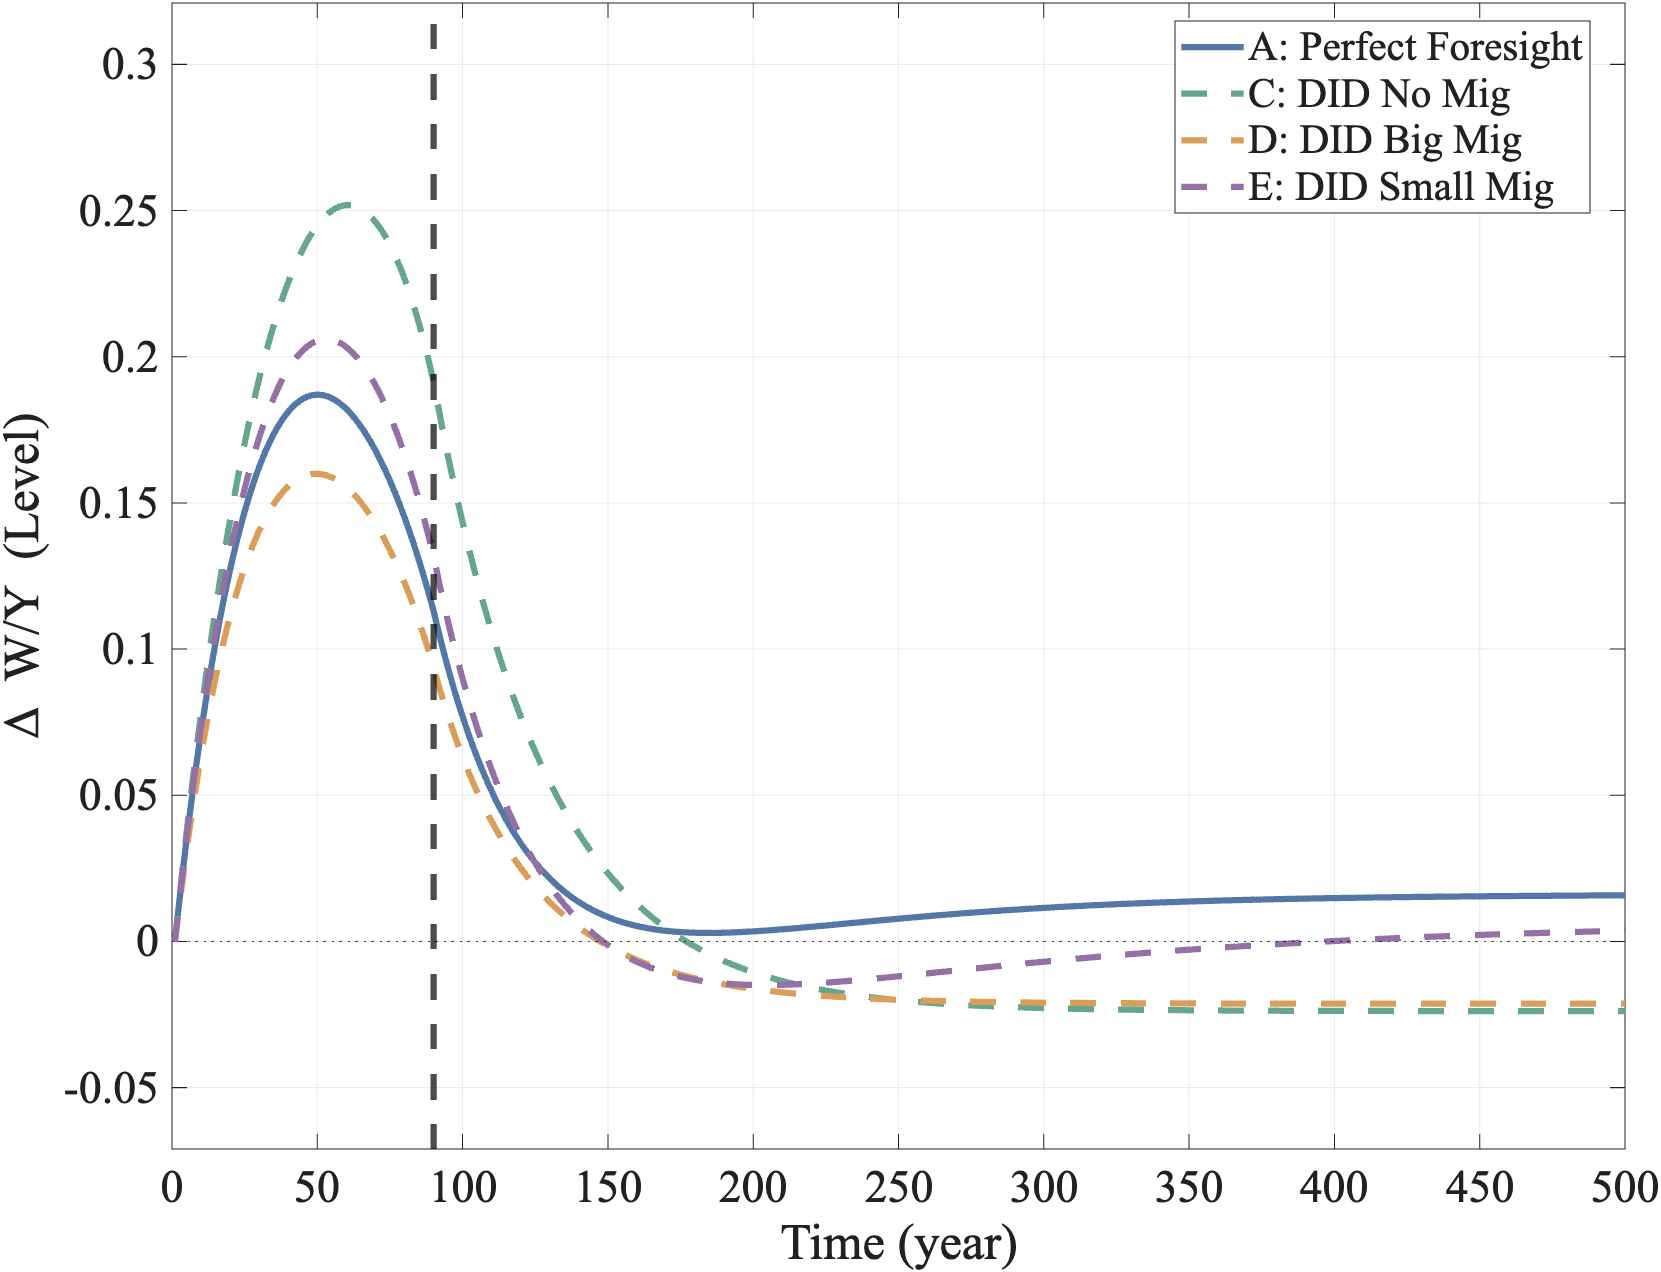 A: Perfect Foresight
C: DID No Mig
D: DID Big Mig
E: DID Small Mig
0.3
0.25
0.2
0.15
0.1
0.05
0
-0.05
Δ W/Y (Level)
0 50 100 150 200 250 300 350 400 450 500
Time (year)